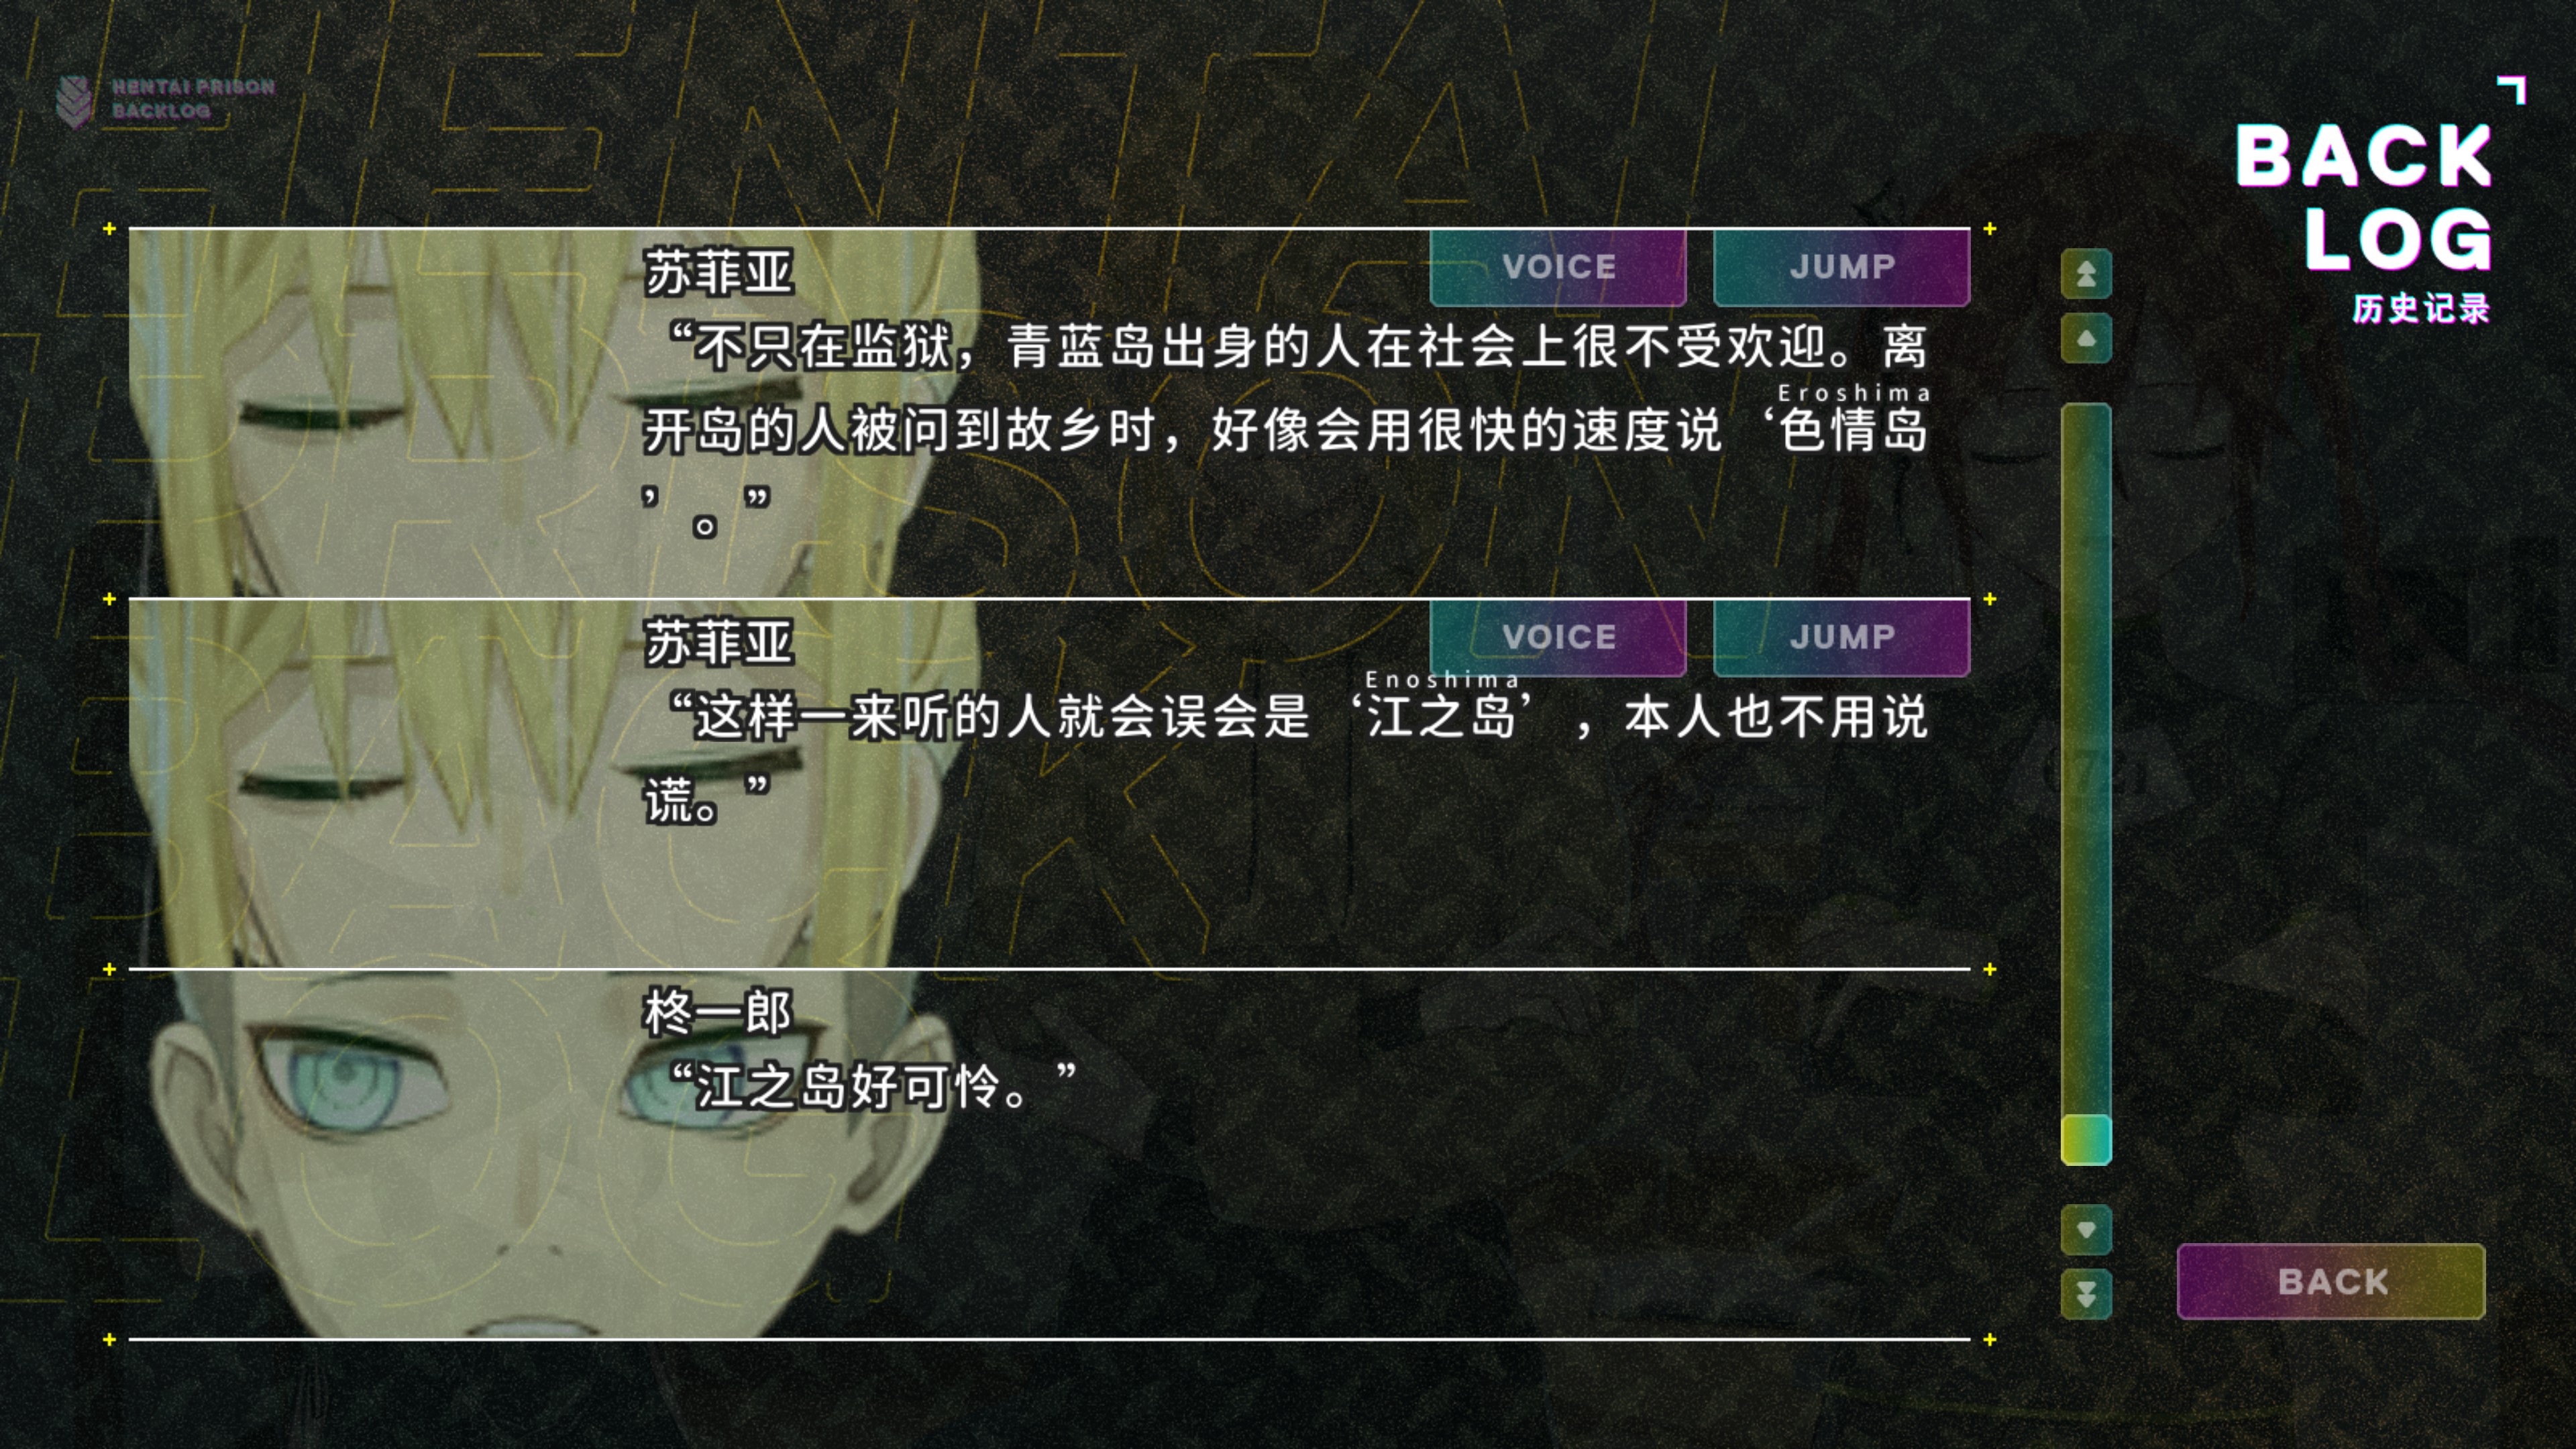 HENTAI PRISON
BACKLOG
BACK
LOG
历史记录
苏菲亚
VOICE
JUMP
“不只在监狱，青蓝岛出身的人在社会上很不受欢迎。离
Eroshima
开岛的人被问到故乡时，好像会用很快的速度说‘色情岛
’。”
苏菲亚
VOICE
JUMP
Enoshima
“这样一来听的人就会误会是‘江之岛’，本人也不用说
谎。”
柊一郎
“江之岛好可怜。”
BACK
HENTAI
PRISON
BACK
LOG